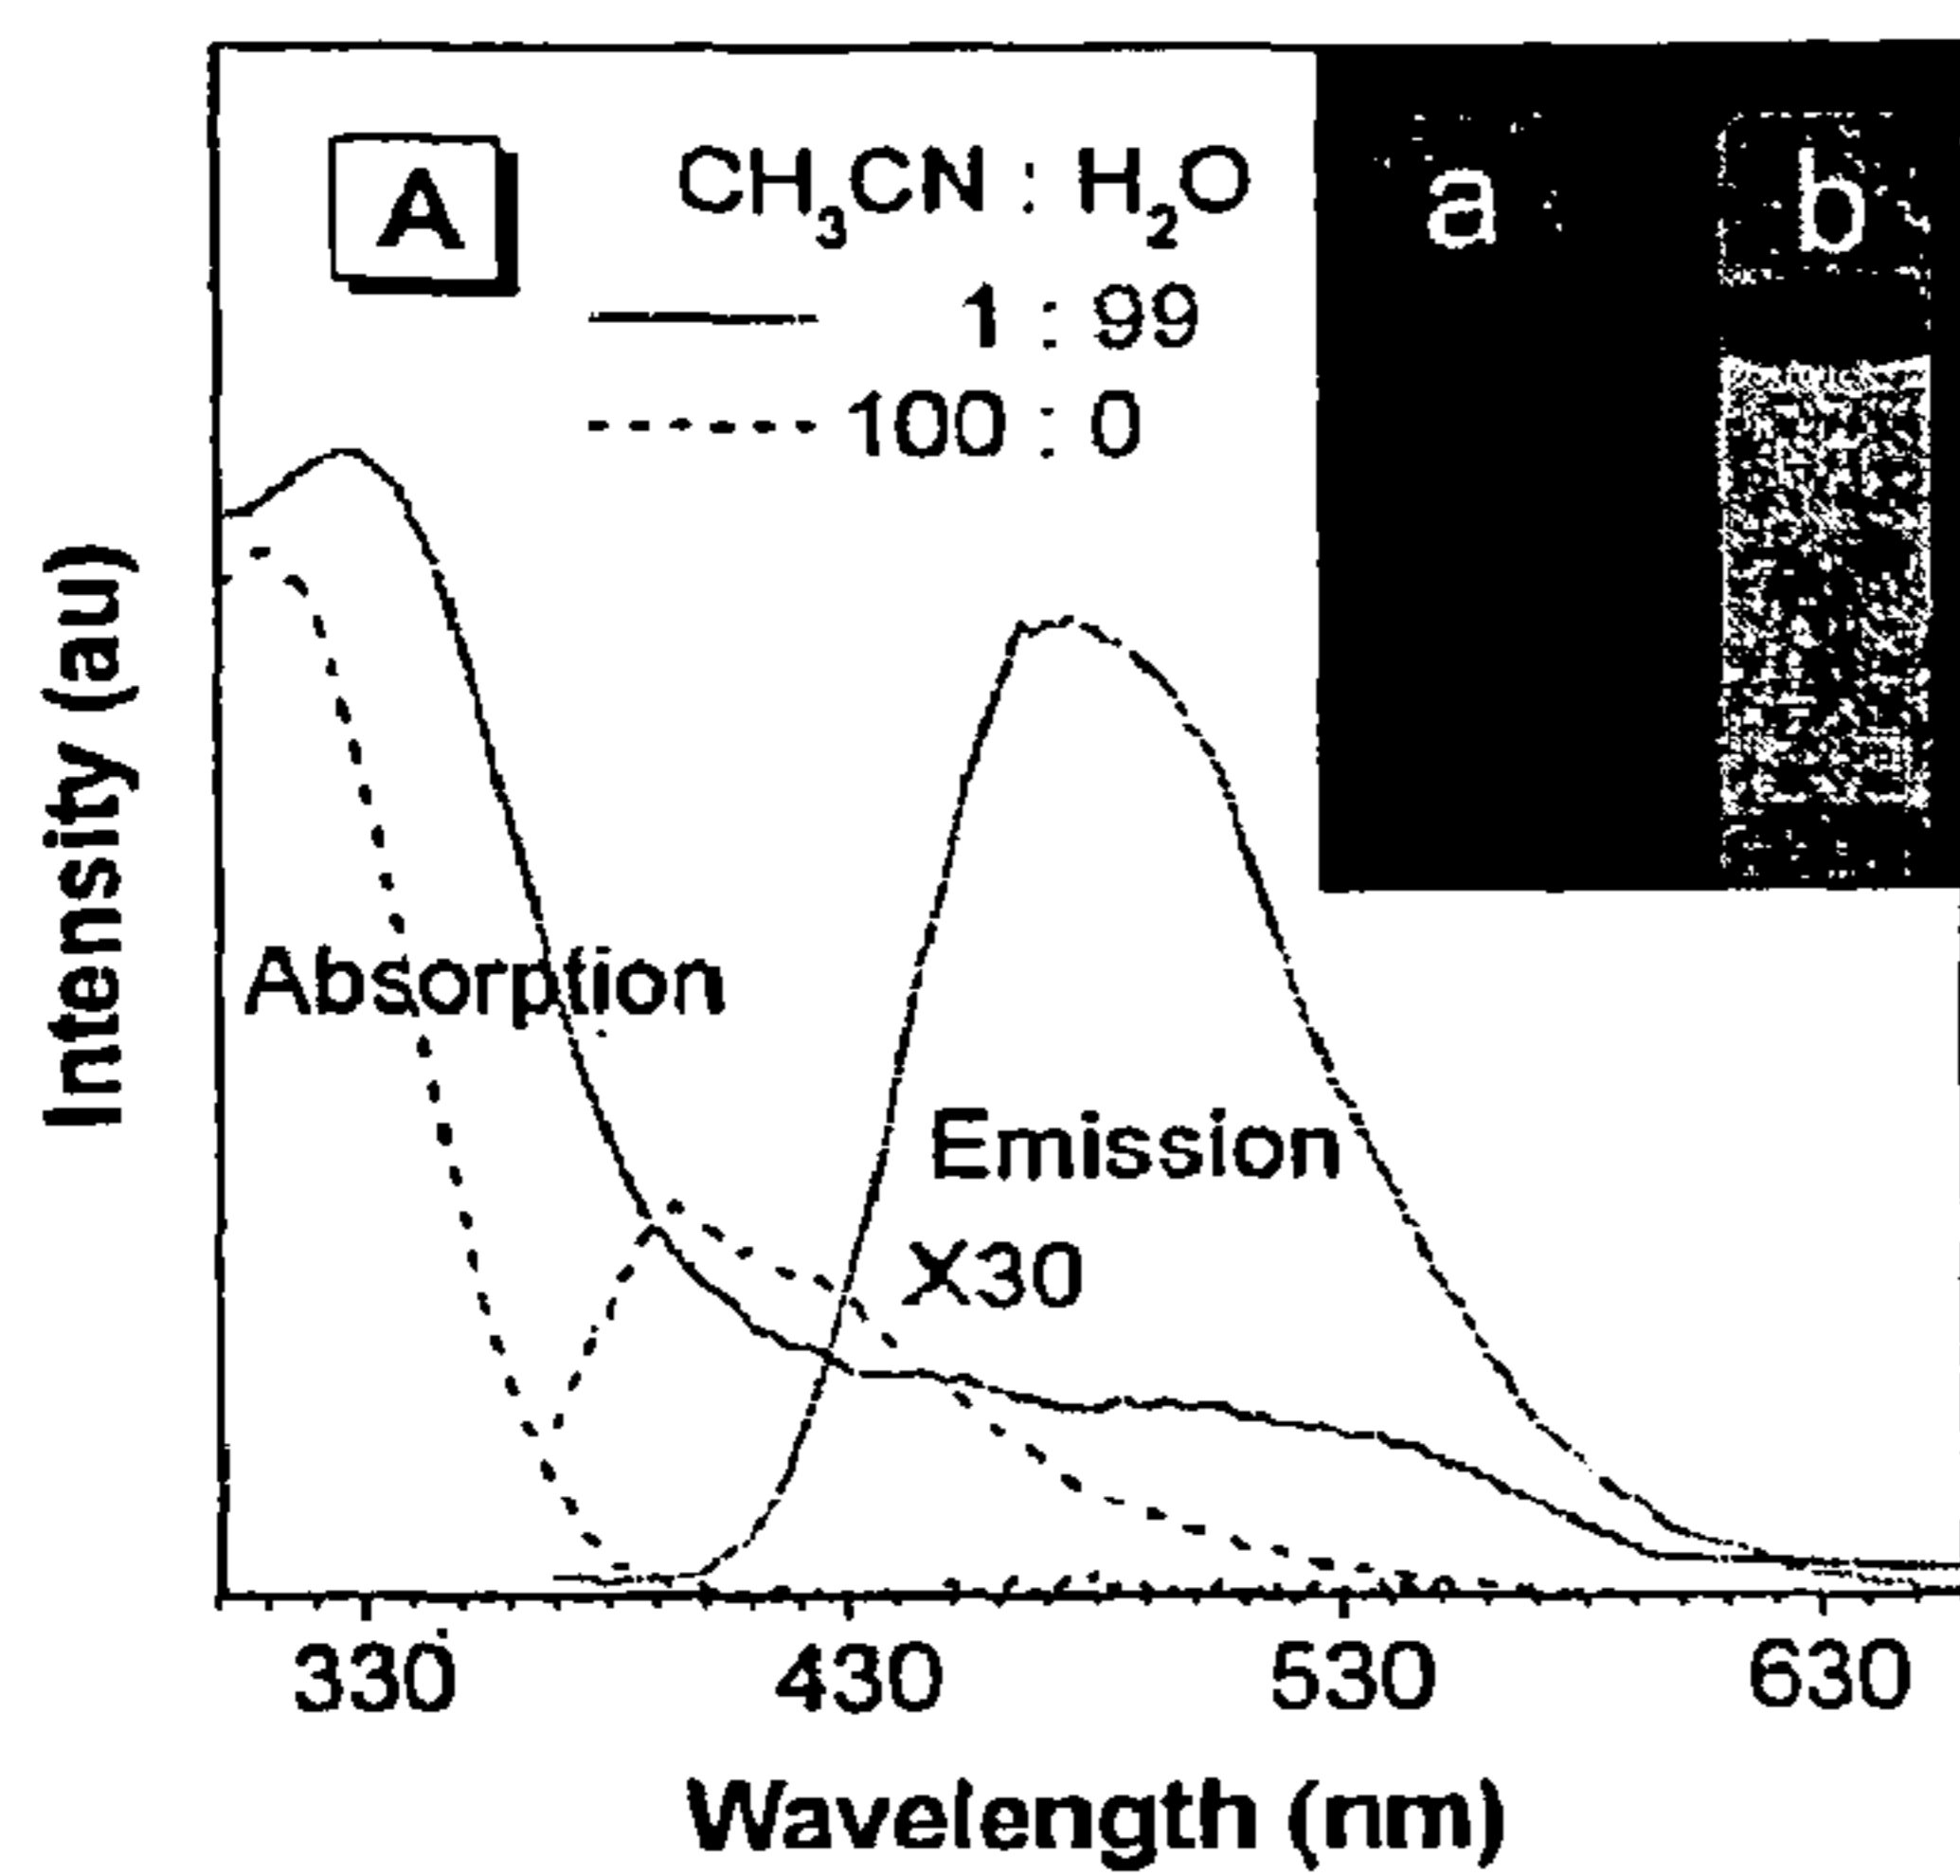 A
CH₃CN : H₂O
1 : 99
100 : 0
a
b
Intensity (au)
Absorption
Emission
X30
330
430
530
630
Wavelength (nm)